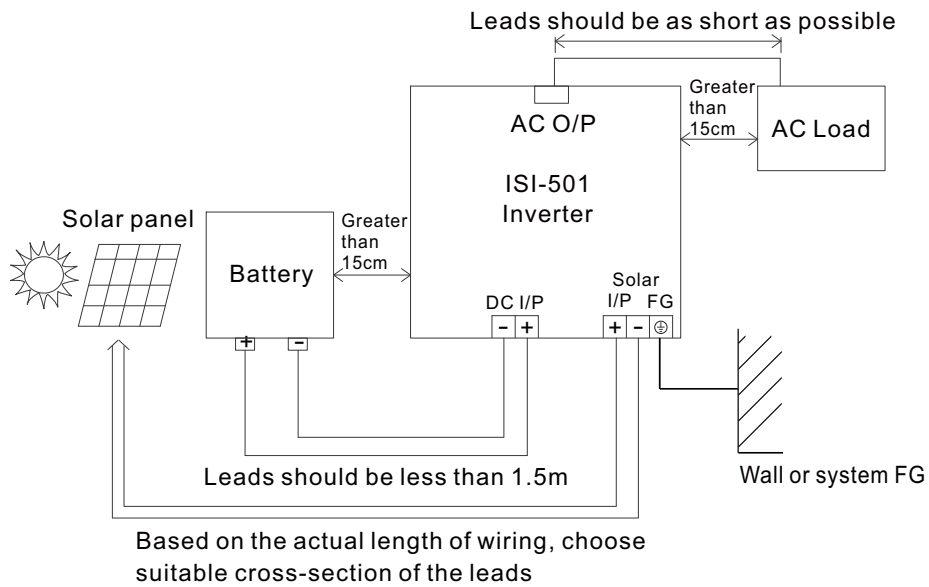 Leads should be as short as possible
Greater
than
15cm
AC O/P
AC Load
ISI-501
Inverter
Solar panel
Battery
Greater
than
15cm
Solar
DC I/P
I/P FG
- +
+ -
+ -
Leads should be less than 1.5m
Wall or system FG
Based on the actual length of wiring, choose
suitable cross-section of the leads